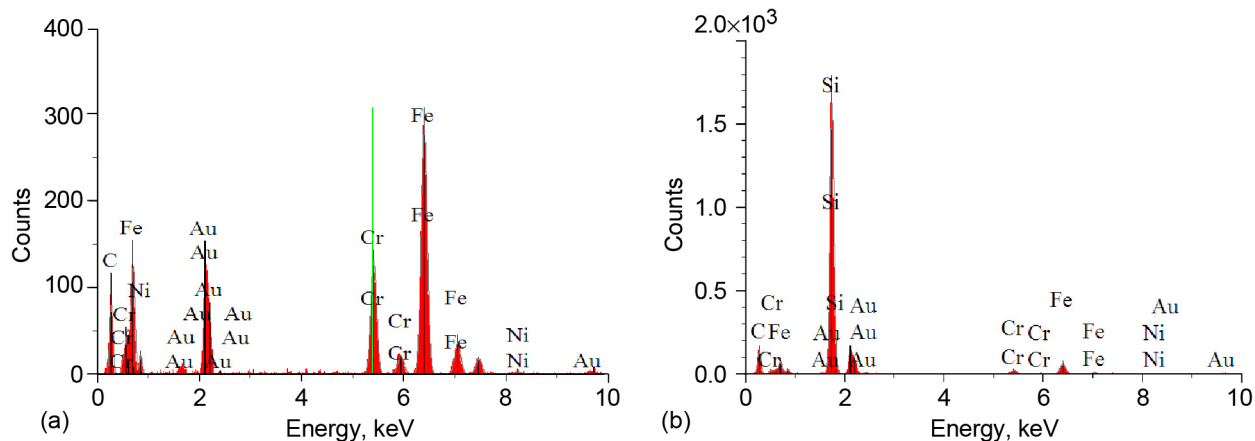 400
300
200
100
0
Counts
C
Fe
Ni
Cr
Cr
Cr
Au
Au
Au
Au
Au
Au
Au
Au
Au
Au
Cr
Cr
Cr
Cr
Fe
Fe
Fe
Fe
Ni
Ni
Au
0 2 4 6 8 10
(a)
Energy, keV
2.0×10³
1.5
1.0
0.5
0.0
Counts
Si
Si
Si
Cr
C Fe
Cr
Au
Au
Au
Au
Au
Cr
Cr
Cr
Cr
Fe
Fe
Fe
Au
Ni
Ni
Au
0 2 4 6 8 10
(b)
Energy, keV